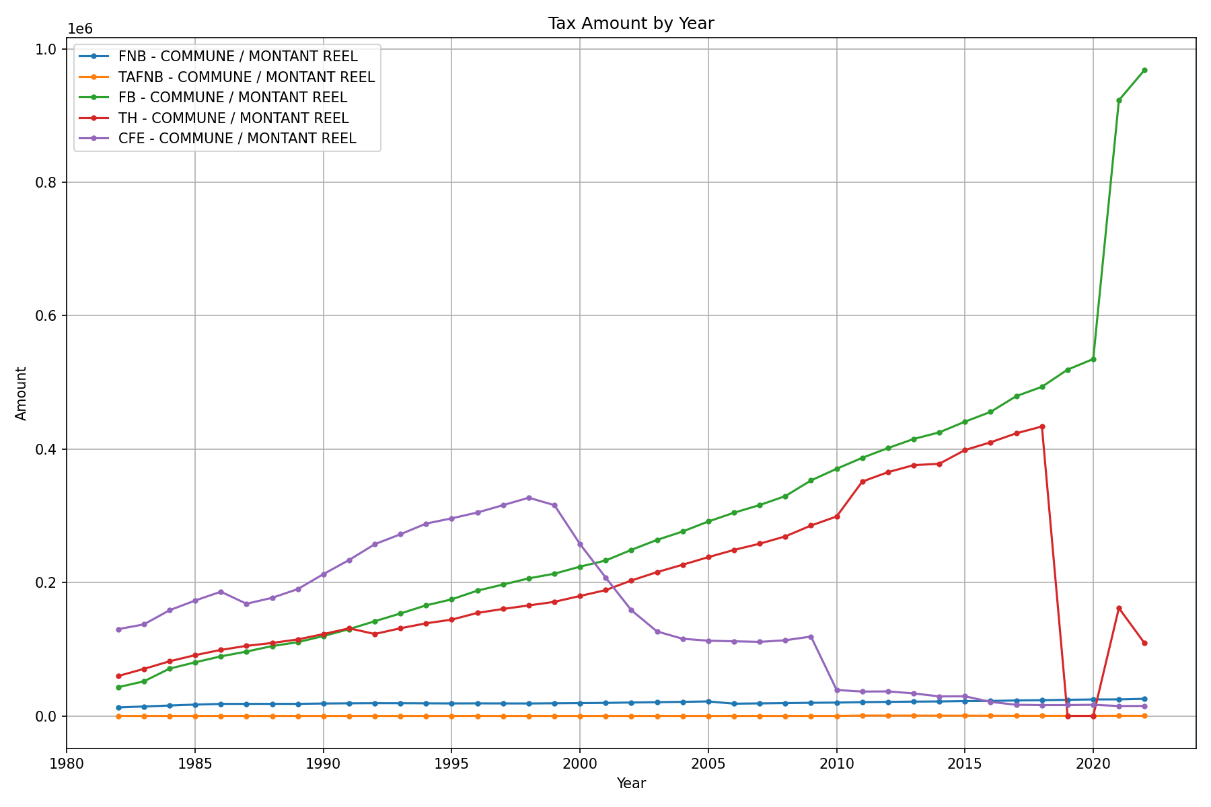 Tax Amount by Year
1e6
FNB - COMMUNE / MONTANT REEL
TAFNB - COMMUNE / MONTANT REEL
FB - COMMUNE / MONTANT REEL
TH - COMMUNE / MONTANT REEL
CFE - COMMUNE / MONTANT REEL
1.0
0.8
0.6
0.4
0.2
0.0
Amount
1980 1985 1990 1995 2000 2005 2010 2015 2020
Year